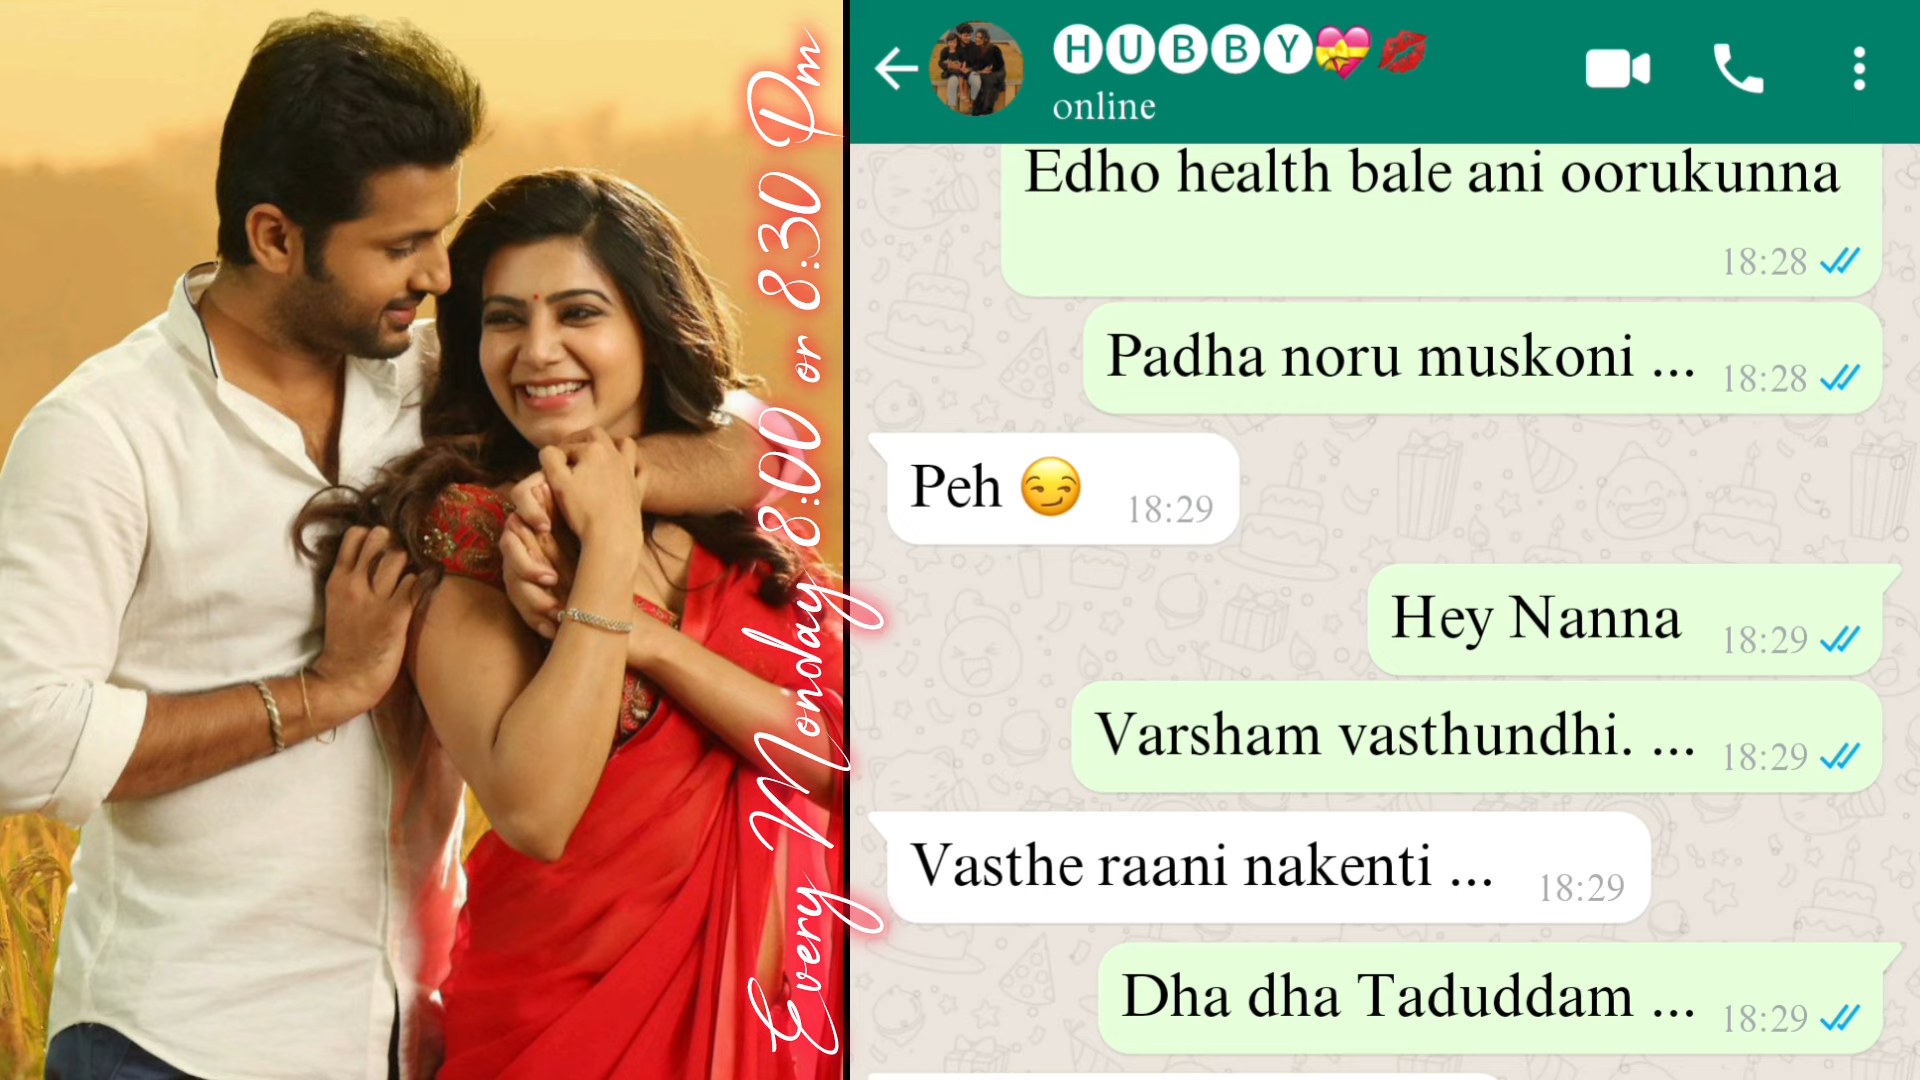 Every Monday 8:00 or 8:30 Pm
HUBBY💝💋
online
Edho health bale ani oorukunna
18:28
Padha noru muskoni ... 18:28
Peh 😏 18:29
Hey Nanna 18:29
Varsham vasthundhi. ... 18:29
Vasthe raani nakenti ... 18:29
Dha dha Taduddam ... 18:29